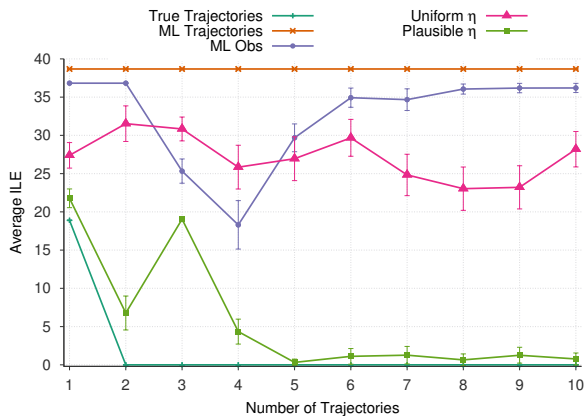 True Trajectories
ML Trajectories
ML Obs
Uniform η
Plausible η
Average ILE
40
35
30
25
20
15
10
5
0
1 2 3 4 5 6 7 8 9 10
Number of Trajectories